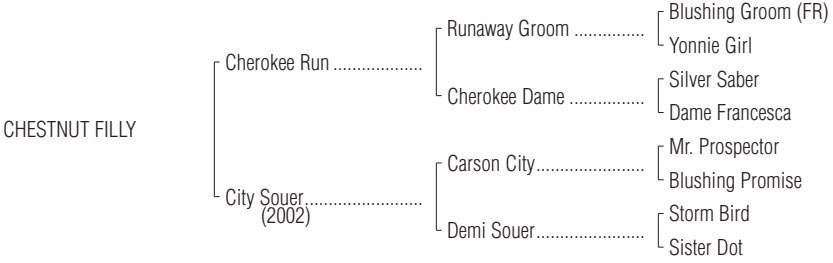 Blushing Groom (FR)
Runaway Groom ...............
Yonnie Girl
Cherokee Run ...................
Silver Saber
Cherokee Dame ................
Dame Francesca
CHESTNUT FILLY
Mr. Prospector
Carson City.......................
Blushing Promise
City Souer.........................
(2002)
Storm Bird
Demi Souer.......................
Sister Dot